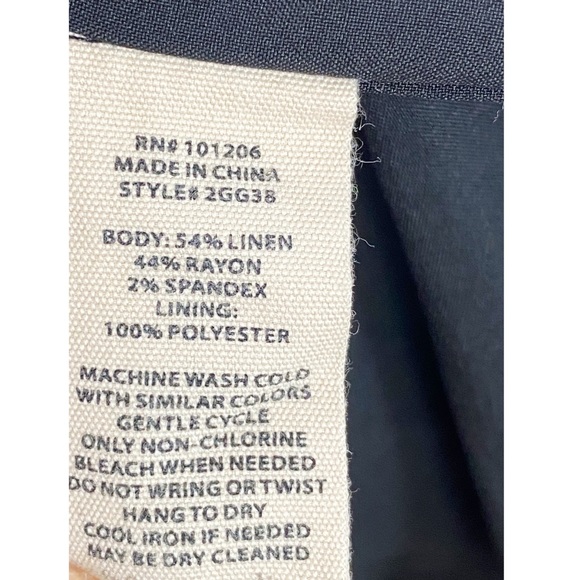 RN# 101206
MADE IN CHINA
STYLE# 2GG38
BODY: 54% LINEN
44% RAYON
2% SPANDEX
LINING:
100% POLYESTER
MACHINE WASH COLD
WITH SIMILAR COLORS
GENTLE CYCLE
ONLY NON-CHLORINE
BLEACH WHEN NEEDED
DO NOT WRING OR TWIST
HANG TO DRY
COOL IRON IF NEEDED
MAY BE DRY CLEANED